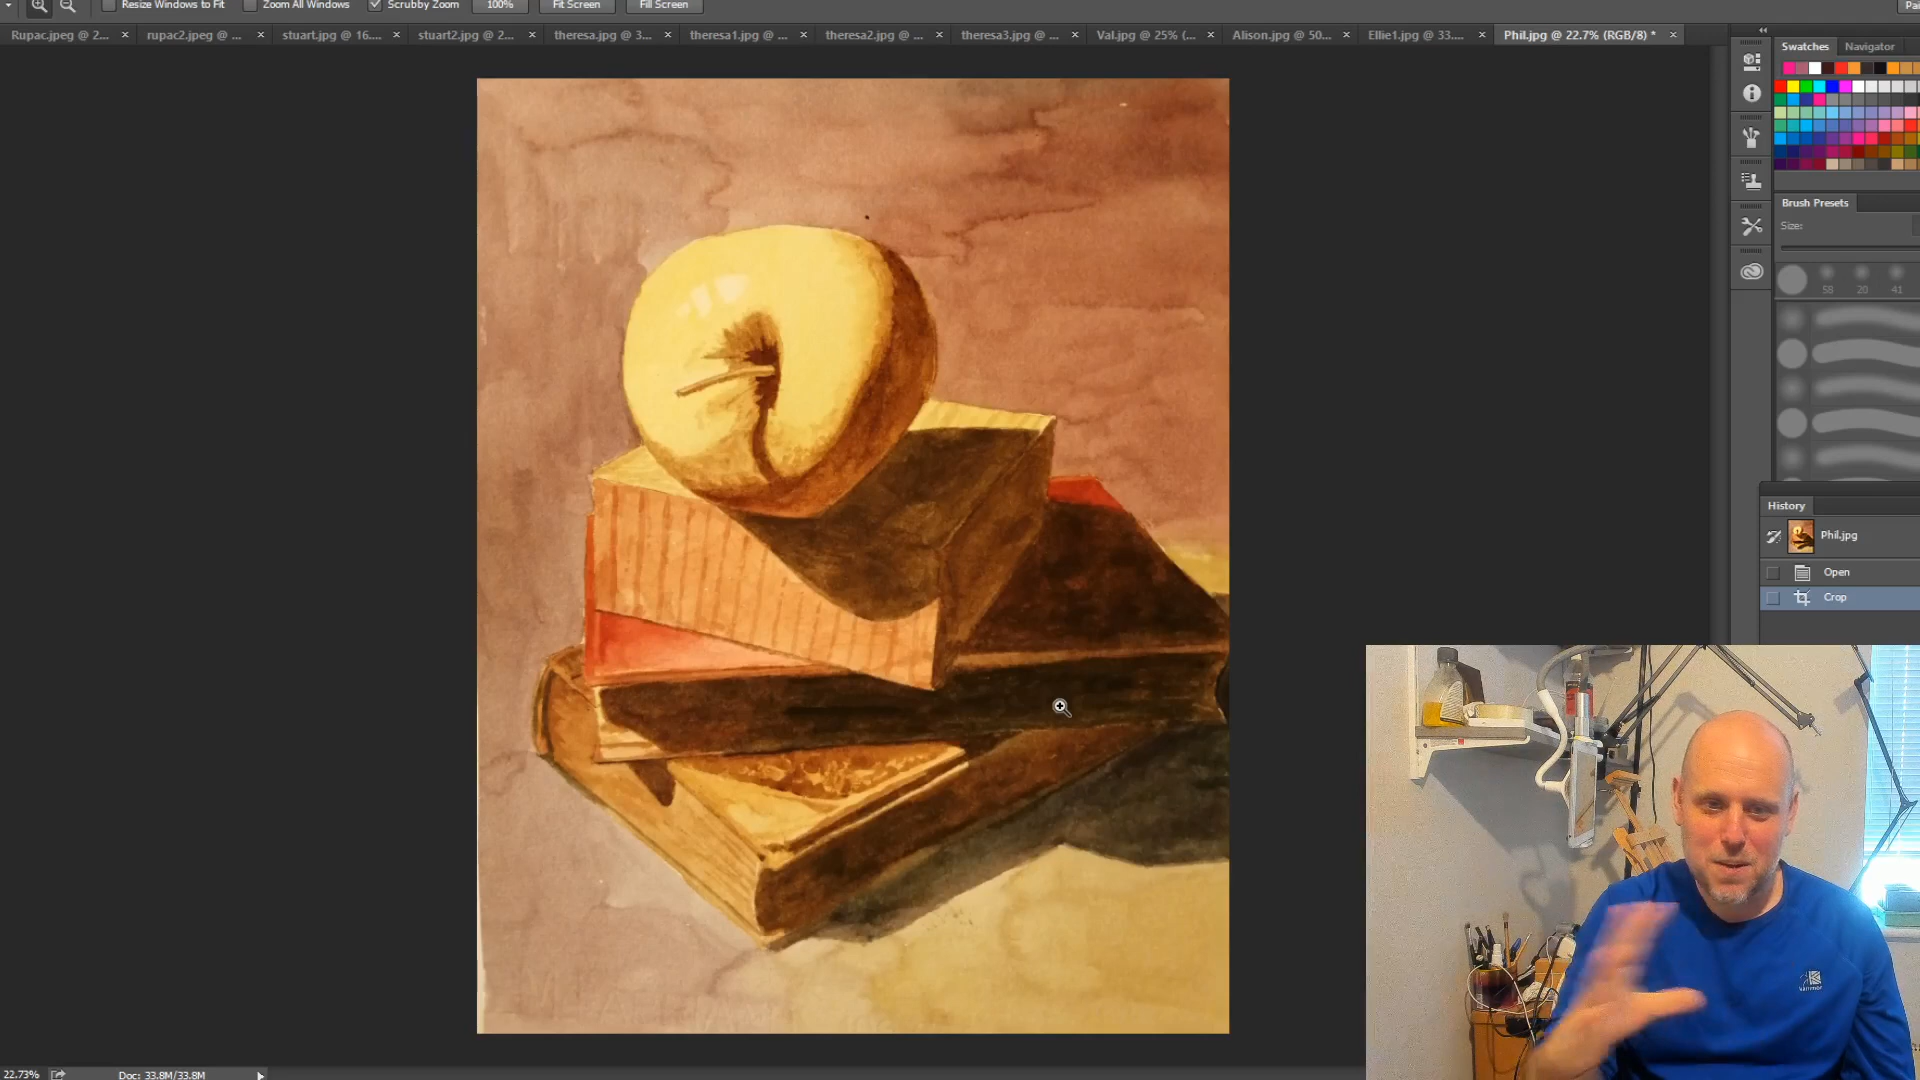 Resize Windows to Fit
Zoom All Windows
Scrubby Zoom
100%
Fit Screen
Fill Screen
Rupac.jpeg @ 2...
rupac2.jpeg @ ...
stuart.jpg @ 16....
stuart2.jpg @ 2...
theresa.jpg @ 3...
theresa1.jpg @ ...
theresa2.jpg @ ...
theresa3.jpg @ ...
Val.jpg @ 25% (...
Alison.jpg @ 50...
Ellie1.jpg @ 33....
Phil.jpg @ 22.7% (RGB/8) *
Swatches
Navigator
Brush Presets
Size:
58
20
41
History
Phil.jpg
Open
Crop
22.73%
Doc: 33.8M/33.8M